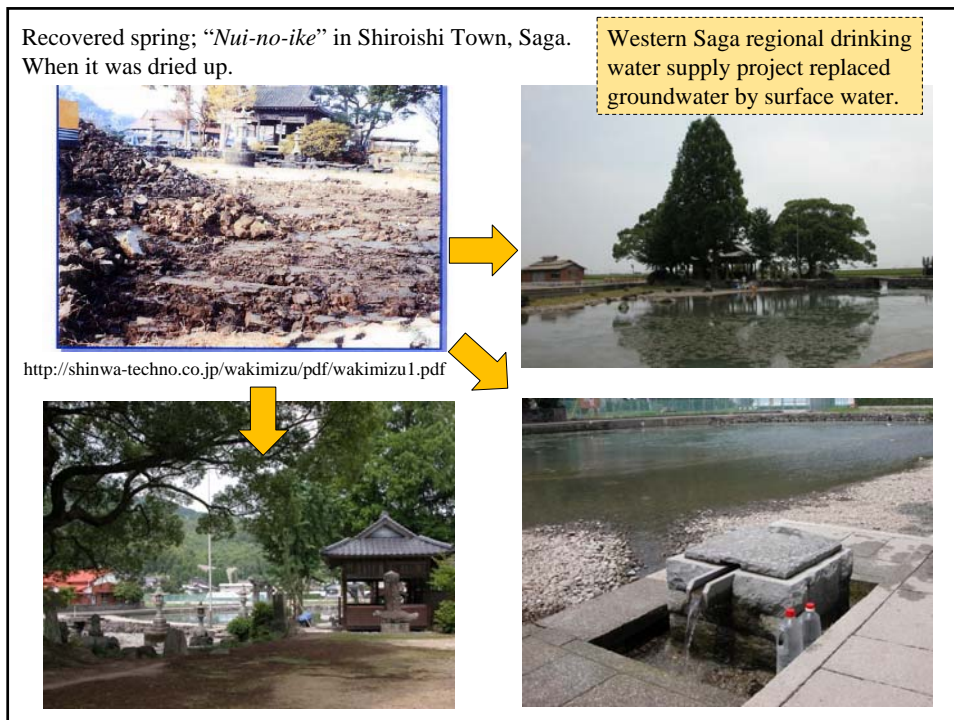 Recovered spring; “Nui-no-ike” in Shiroishi Town, Saga.
When it was dried up.
Western Saga regional drinking
water supply project replaced
groundwater by surface water.
http://shinwa-techno.co.jp/wakimizu/pdf/wakimizu1.pdf